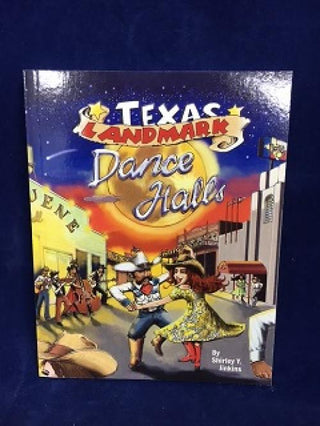 TEXAS
LANDMARK
Dance
Halls
By
Shirley Y.
Jinkins